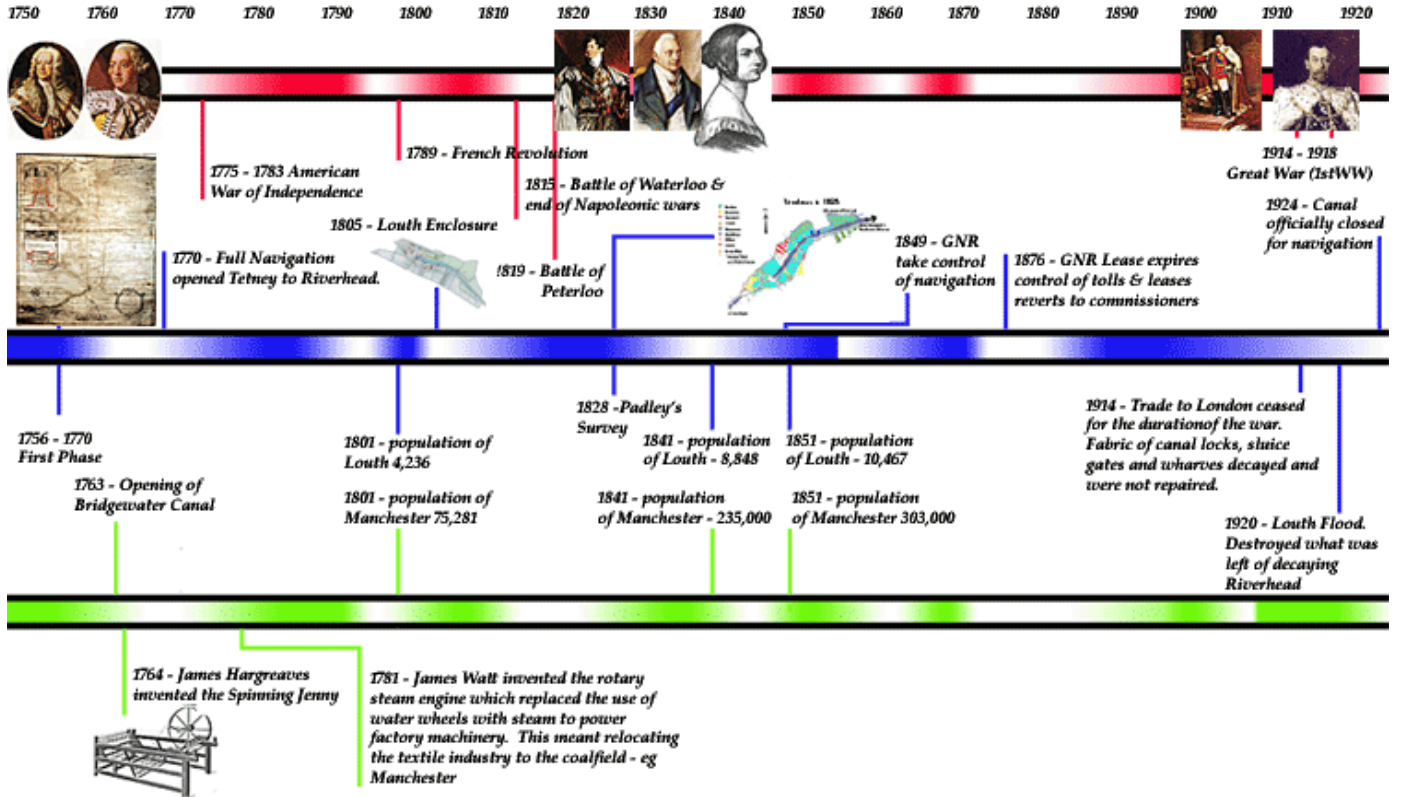 1750 1760 1770 1780 1790 1800 1810 1820 1830 1840 1850 1860 1870 1880 1890 1900 1910 1920
1775 - 1783 American
War of Independence
1789 - French Revolution
1815 - Battle of Waterloo &
end of Napoleonic wars
1914 - 1918
Great War (1stWW)
1805 - Louth Enclosure
1770 - Full Navigation
opened Tetney to Riverhead.
1819 - Battle of
Peterloo
1849 - GNR
take control
of navigation
1876 - GNR Lease expires
control of tolls & leases
reverts to commissioners
1924 - Canal
officially closed
for navigation
1756 - 1770
First Phase
1763 - Opening of
Bridgewater Canal
1801 - population of
Louth 4,236
1801 - population of
Manchester 75,281
1828 -Padley's
Survey
1841 - population
of Louth - 8,848
1841 - population
of Manchester - 235,000
1851 - population
of Louth - 10,467
1851 - population
of Manchester 303,000
1914 - Trade to London ceased
for the durationof the war.
Fabric of canal locks, sluice
gates and wharves decayed and
were not repaired.
1920 - Louth Flood.
Destroyed what was
left of decaying
Riverhead
1764 - James Hargreaves
invented the Spinning Jenny
1781 - James Watt invented the rotary
steam engine which replaced the use of
water wheels with steam to power
factory machinery. This meant relocating
the textile industry to the coalfield - eg
Manchester